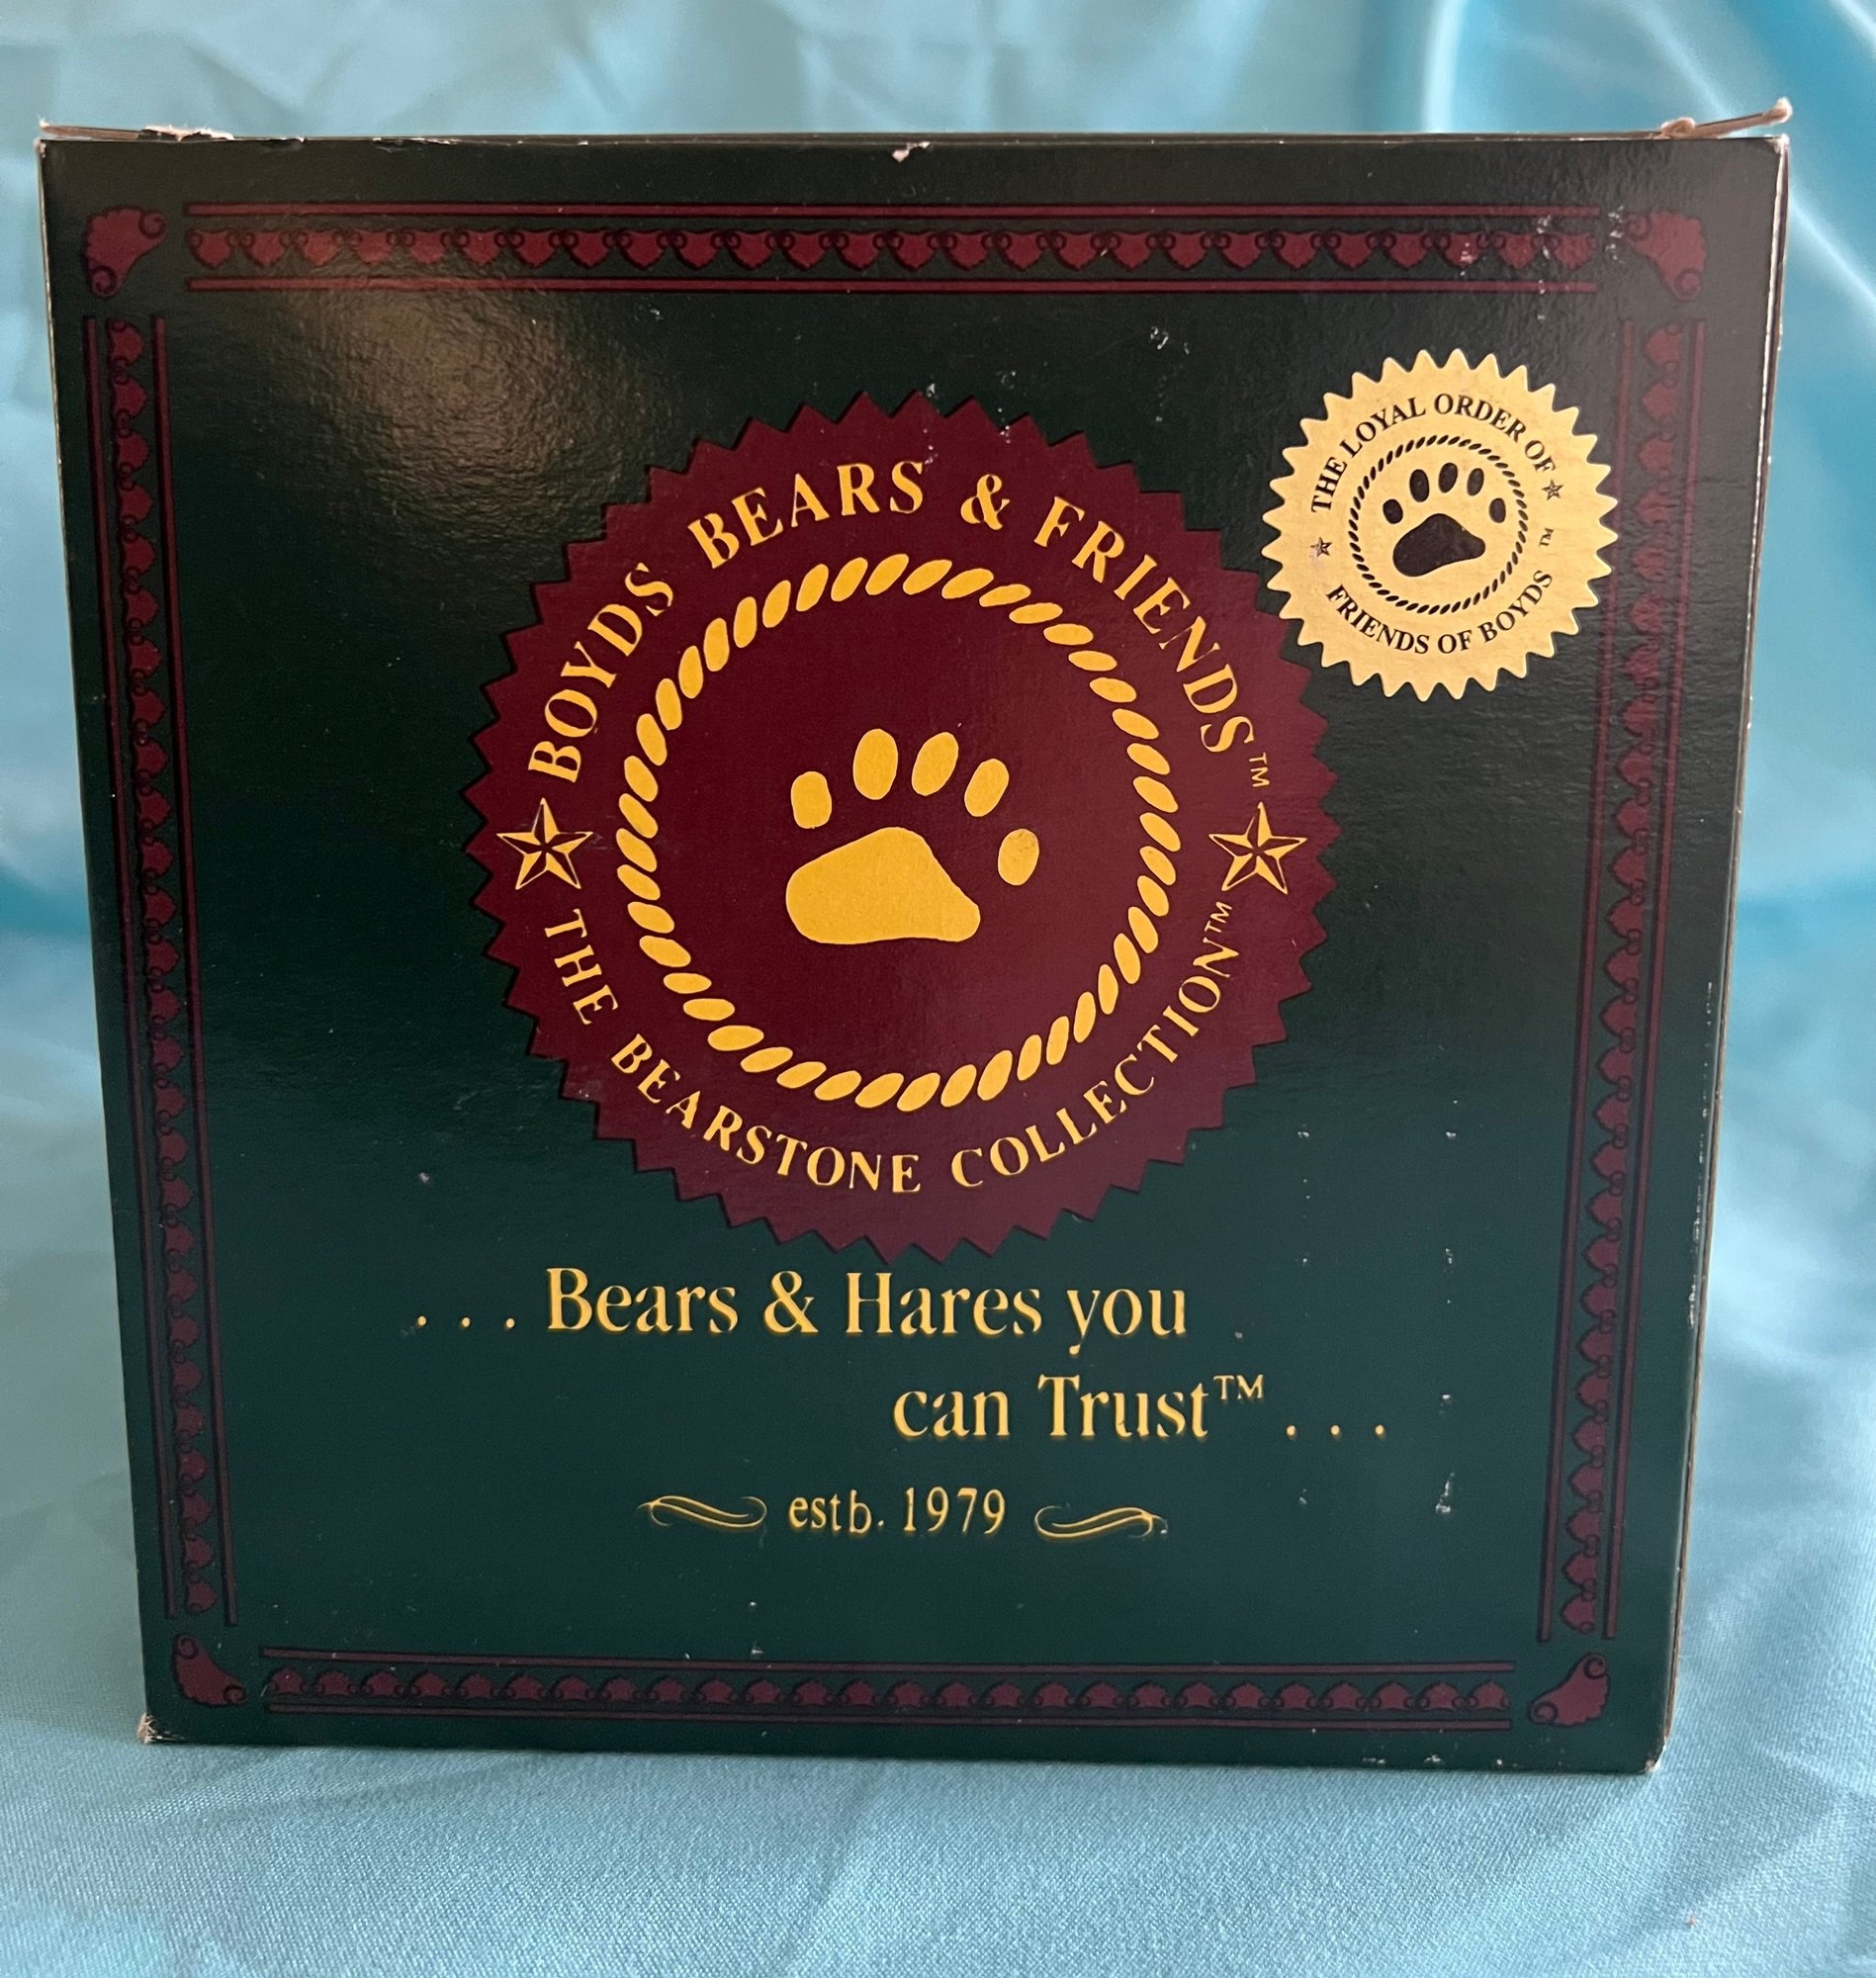 THE LOYAL ORDER OF
FRIENDS OF BOYDS ™
BOYDS BEARS & FRIENDS™
THE BEARSTONE COLLECTION™
. . . Bears & Hares you
can Trust™ . . .
estb. 1979